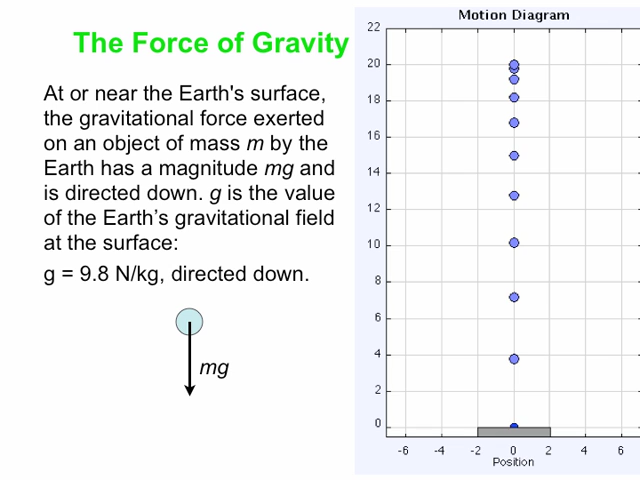 The Force of Gravity
At or near the Earth's surface,
the gravitational force exerted
on an object of mass m by the
Earth has a magnitude mg and
is directed down. g is the value
of the Earth’s gravitational field
at the surface:
g = 9.8 N/kg, directed down.
mg
Motion Diagram
22
20
18
16
14
12
10
8
6
4
2
0
-6 -4 -2 0 2 4 6
Position